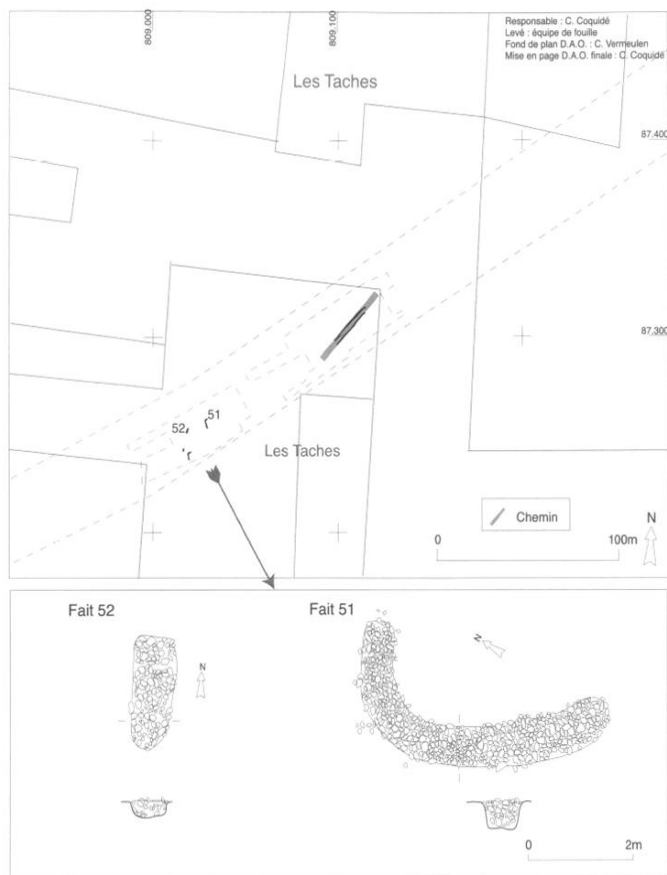 809.000
809.100
Responsable : C. Coquidé
Levé : équipe de fouille
Fond de plan D.A.O. : C. Vermeulen
Mise en page D.A.O. finale : C. Coquidé
Les Taches
87.400
87.300
52
51
Les Taches
Chemin
N
0
100m
Fait 52
Fait 51
N
N
0
2m